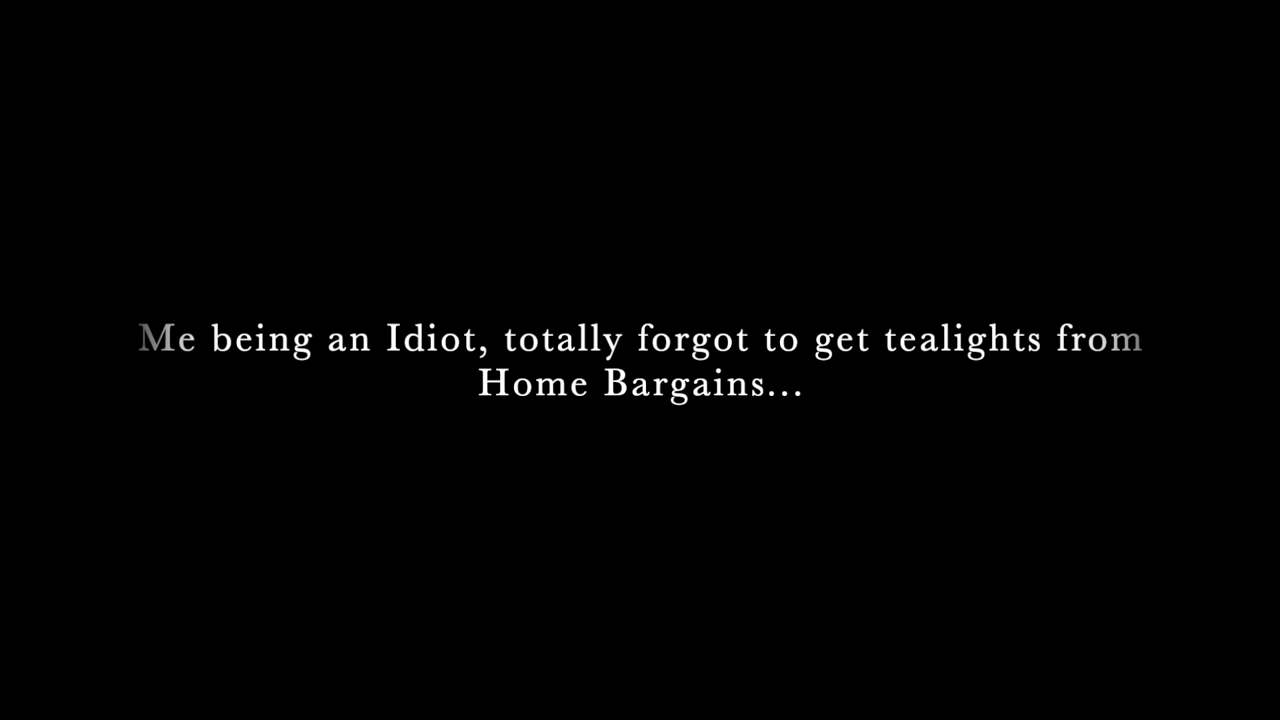 Me being an Idiot, totally forgot to get tealights from
Home Bargains...